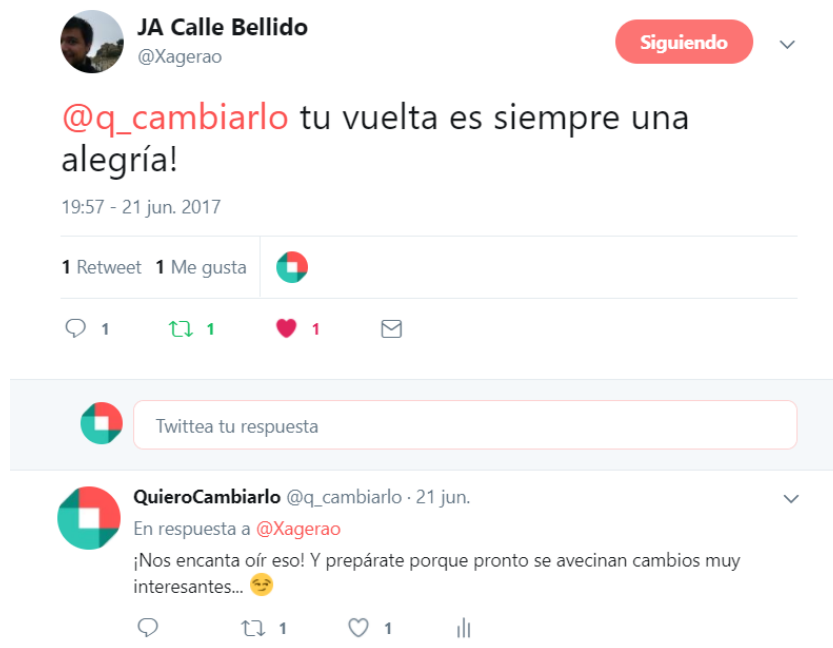 JA Calle Bellido
@Xagerao
Siguiendo
@q_cambiarlo tu vuelta es siempre una
alegría!
19:57 - 21 jun. 2017
1 Retweet 1 Me gusta
1 1 1
Twittea tu respuesta
QuieroCambiarlo @q_cambiarlo · 21 jun.
En respuesta a @Xagerao
¡Nos encanta oír eso! Y prepárate porque pronto se avecinan cambios muy
interesantes... 😏
1 1